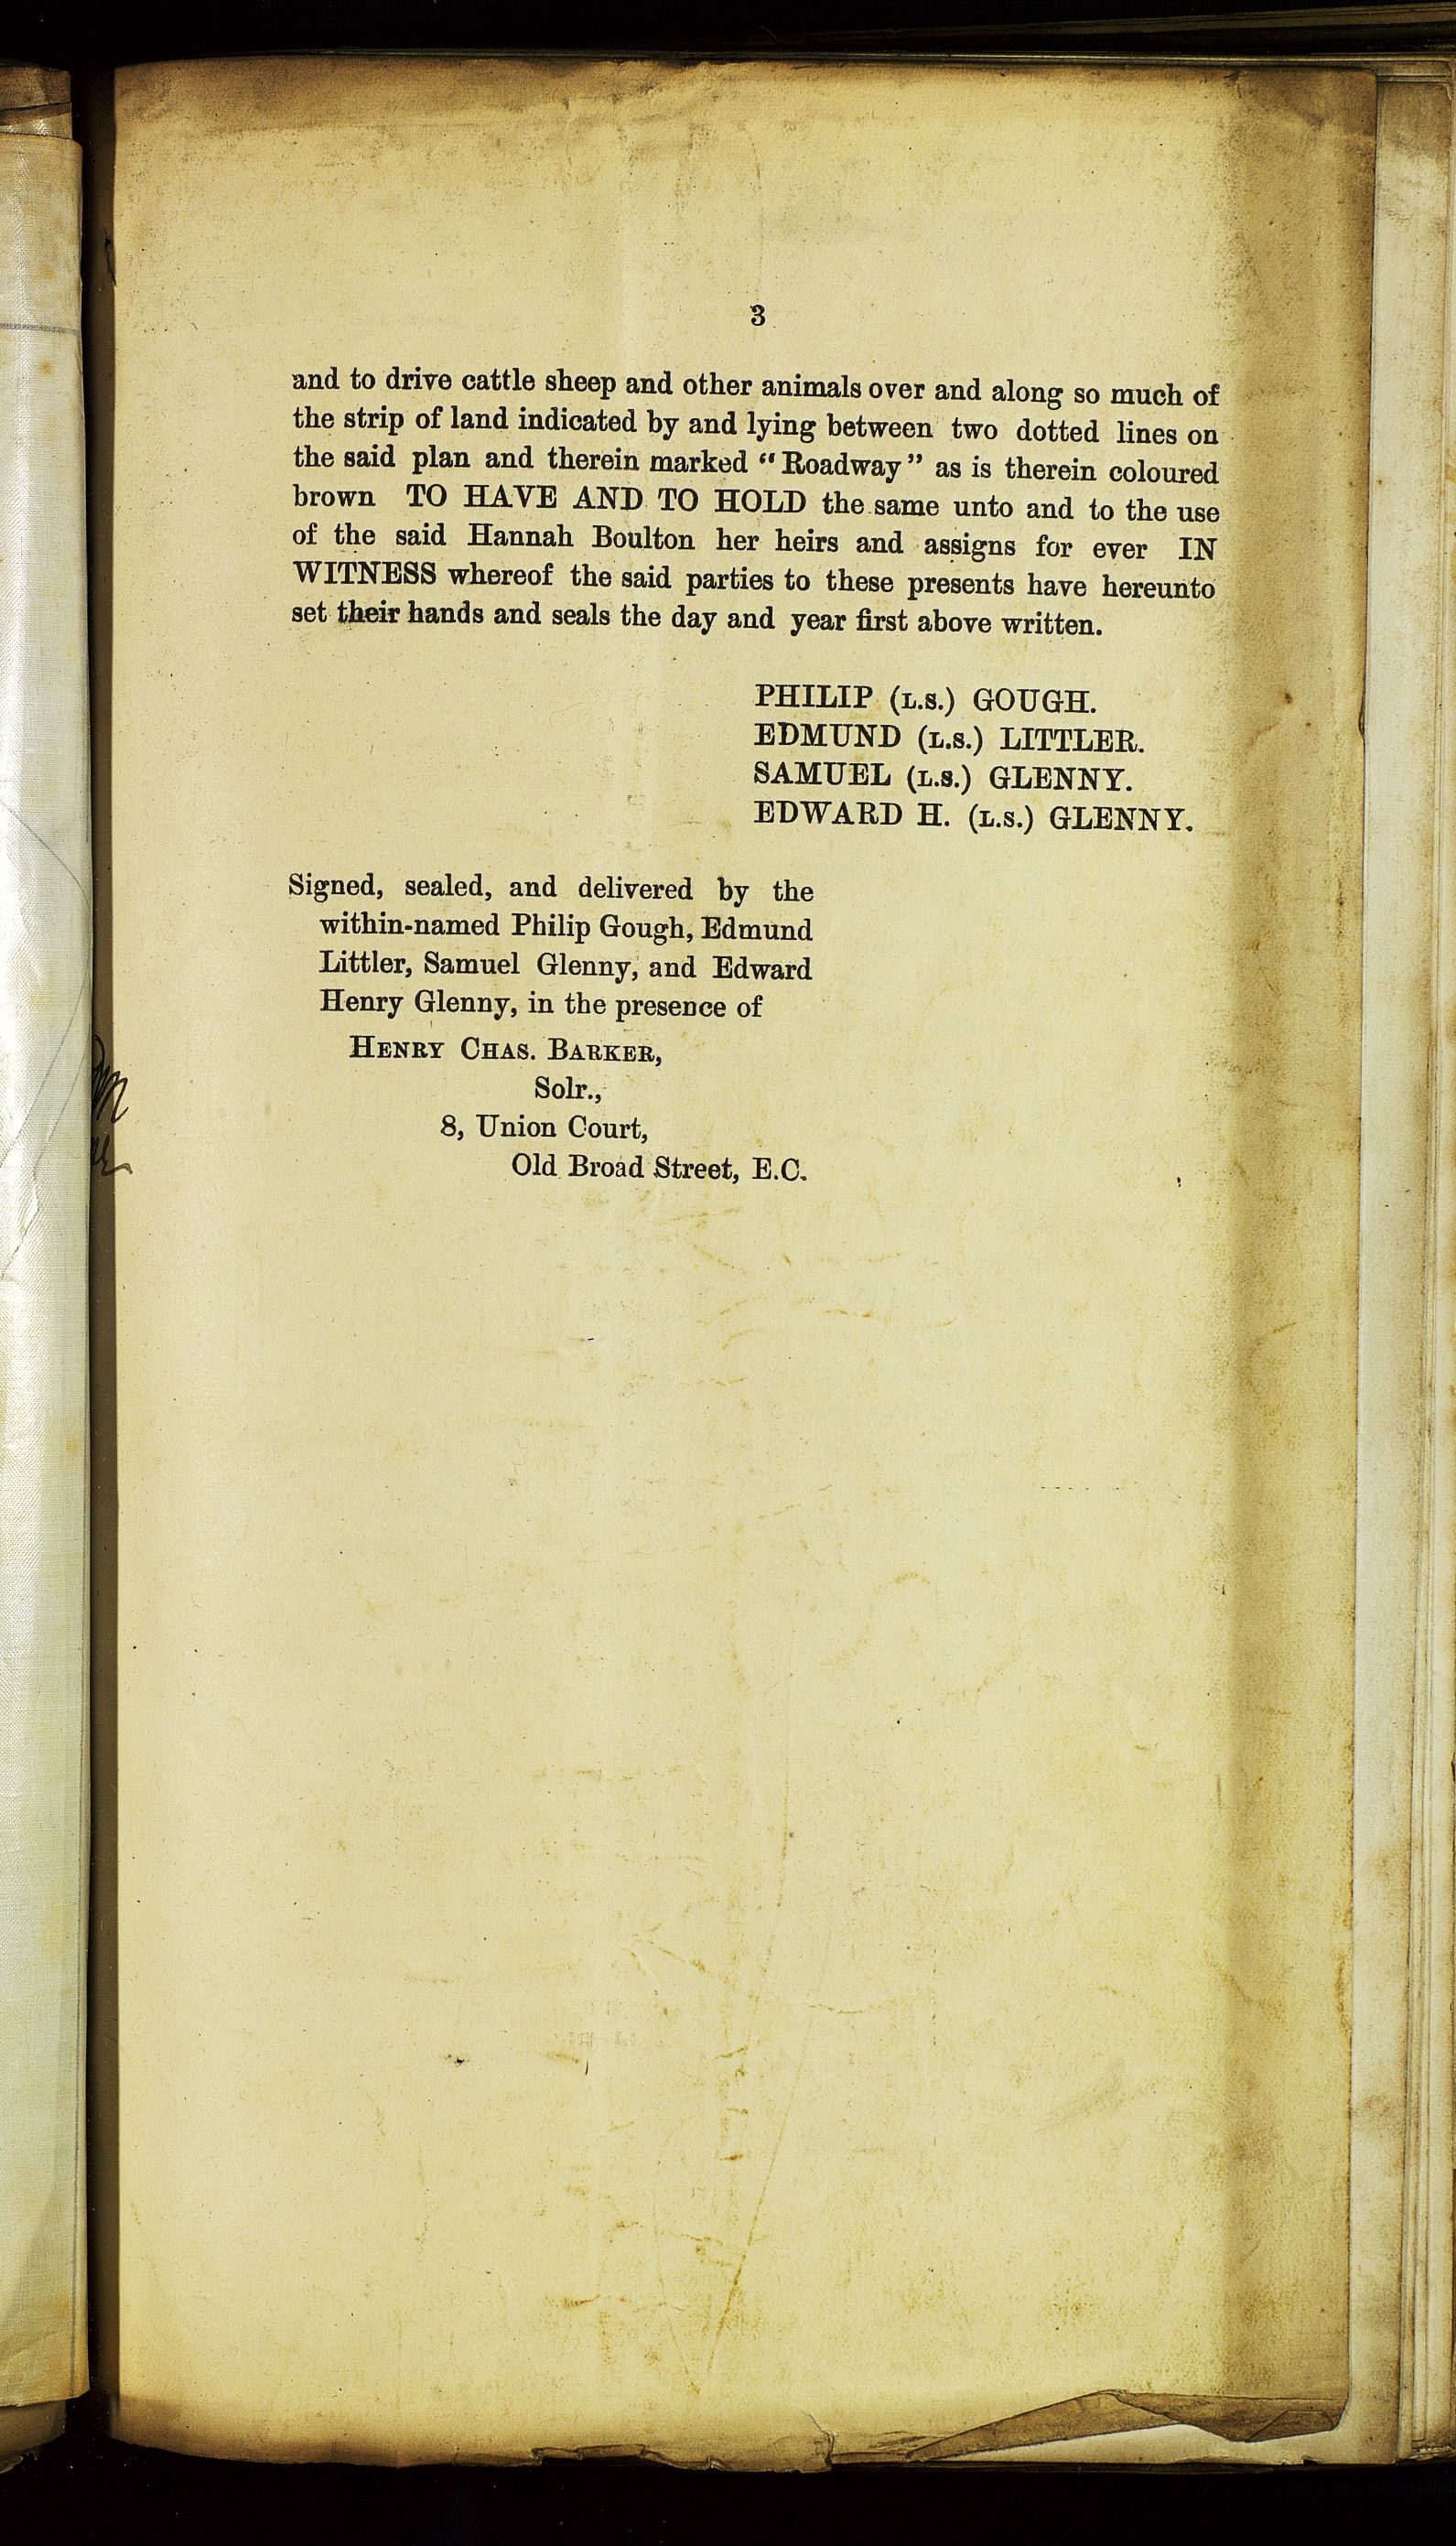 3
and to drive cattle sheep and other animals over and along so much of
the strip of land indicated by and lying between two dotted lines on
the said plan and therein marked “Roadway” as is therein coloured
brown TO HAVE AND TO HOLD the same unto and to the use
of the said Hannah Boulton her heirs and assigns for ever IN
WITNESS whereof the said parties to these presents have hereunto
set their hands and seals the day and year first above written.
PHILIP (L.S.) GOUGH.
EDMUND (L.S.) LITTLER.
SAMUEL (L.S.) GLENNY.
EDWARD H. (L.S.) GLENNY.
Signed, sealed, and delivered by the
within-named Philip Gough, Edmund
Littler, Samuel Glenny, and Edward
Henry Glenny, in the presence of
HENRY CHAS. BARKER,
Solr.,
8, Union Court,
Old Broad Street, E.C.